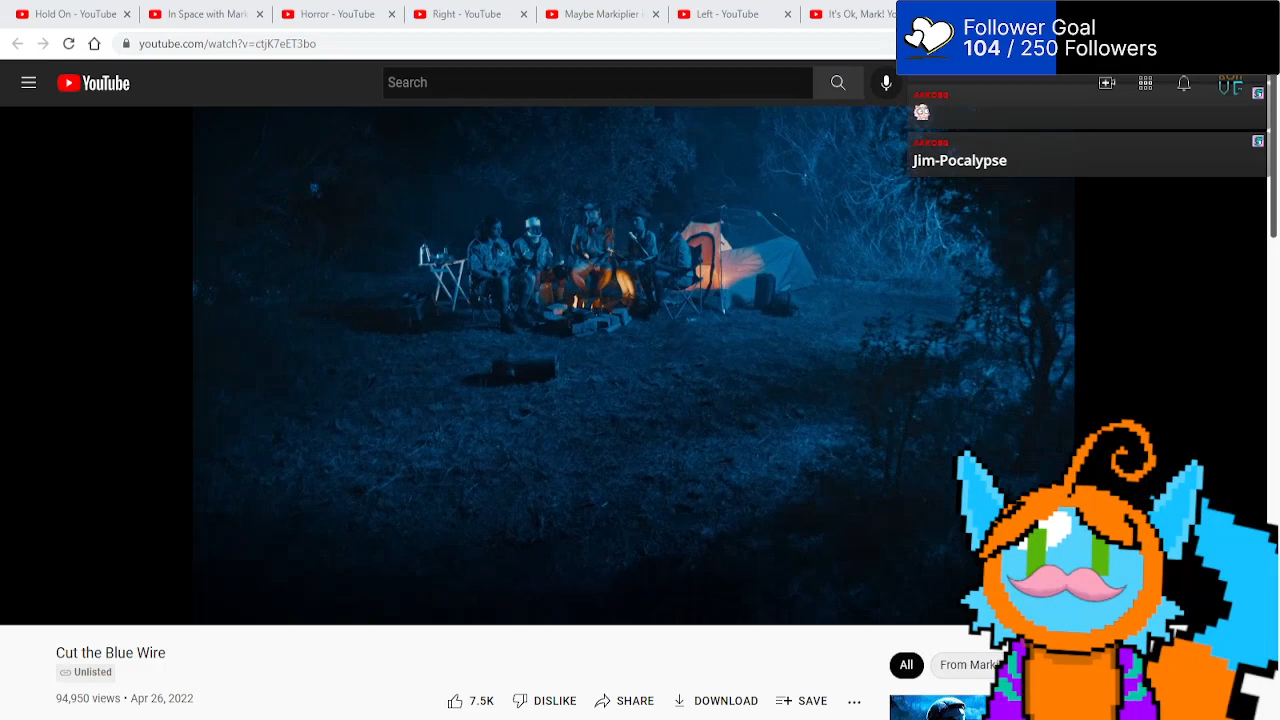 Hold On - YouTube
In Space with Mark
Horror - YouTube
Right - YouTube
Maybe Markiplier i
Left - YouTube
It's Ok, Mark! Yo
youtube.com/watch?v=ctjK7eET3bo
Follower Goal
104 / 250 Followers
YouTube
Search
Jim-Pocalypse
Cut the Blue Wire
Unlisted
94,950 views • Apr 26, 2022
7.5K
DISLIKE
SHARE
DOWNLOAD
SAVE
All
From Marki